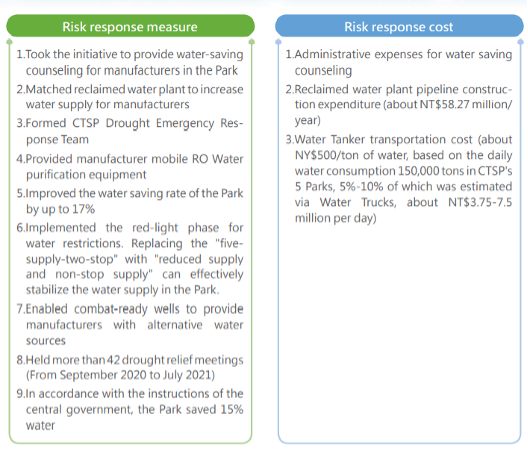 Risk response measure
1.Took the initiative to provide water-saving
counseling for manufacturers in the Park
2.Matched reclaimed water plant to increase
water supply for manufacturers
3.Formed CTSP Drought Emergency Res-
ponse Team
4.Provided manufacturer mobile RO Water
purification equipment
5.Improved the water saving rate of the Park
by up to 17%
6.Implemented the red-light phase for
water restrictions. Replacing the "five-
supply-two-stop" with "reduced supply
and non-stop supply" can effectively
stabilize the water supply in the Park.
7.Enabled combat-ready wells to provide
manufacturers with alternative water
sources
8.Held more than 42 drought relief meetings
(From September 2020 to July 2021)
9.In accordance with the instructions of the
central government, the Park saved 15%
water
Risk response cost
1.Administrative expenses for water saving
counseling
2.Reclaimed water plant pipeline construc-
tion expenditure (about NT$58.27 million/
year)
3.Water Tanker transportation cost (about
NY$500/ton of water, based on the daily
water consumption 150,000 tons in CTSP's
5 Parks, 5%-10% of which was estimated
via Water Trucks, about NT$3.75-7.5
million per day)